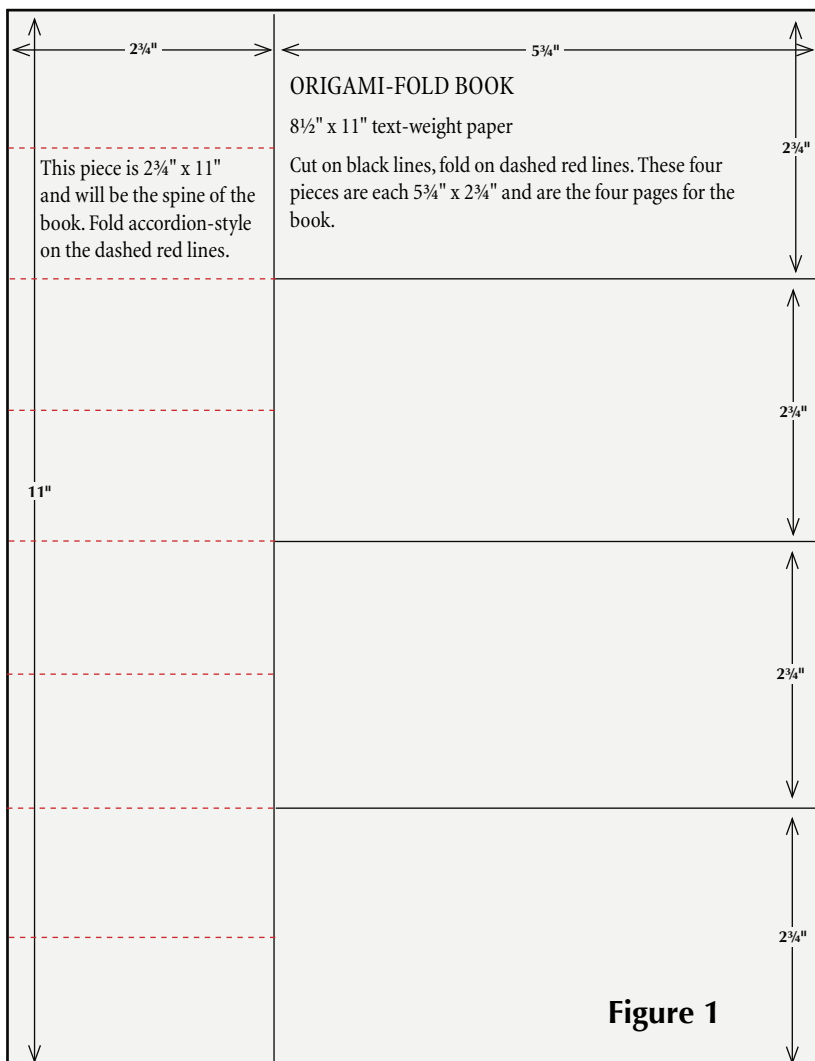 2¾"
5¾"
ORIGAMI-FOLD BOOK
8½" x 11" text-weight paper
Cut on black lines, fold on dashed red lines. These four
pieces are each 5¾" x 2¾" and are the four pages for the
book.
2¾"
This piece is 2¾" x 11"
and will be the spine of the
book. Fold accordion-style
on the dashed red lines.
2¾"
11"
2¾"
2¾"
Figure 1